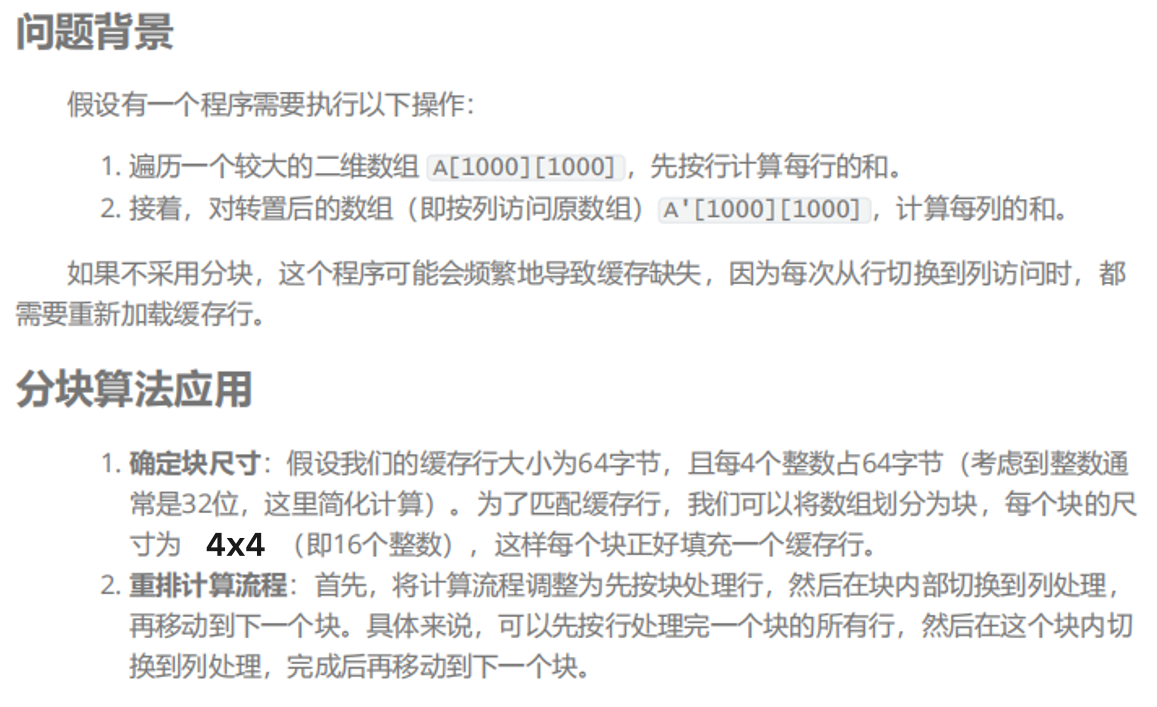 问题背景
假设有一个程序需要执行以下操作：
1. 遍历一个较大的二维数组 A[1000][1000]，先按行计算每行的和。
2. 接着，对转置后的数组（即按列访问原数组）A'[1000][1000]，计算每列的和。
如果不采用分块，这个程序可能会频繁地导致缓存缺失，因为每次从行切换到列访问时，都
需要重新加载缓存行。
分块算法应用
1. 确定块尺寸：假设我们的缓存行大小为64字节，且每4个整数占64字节（考虑到整数通
常是32位，这里简化计算）。为了匹配缓存行，我们可以将数组划分为块，每个块的尺
寸为 4x4 （即16个整数），这样每个块正好填充一个缓存行。
2. 重排计算流程：首先，将计算流程调整为先按块处理行，然后在块内部切换到列处理，
再移动到下一个块。具体来说，可以先按行处理完一个块的所有行，然后在这个块内切
换到列处理，完成后再移动到下一个块。